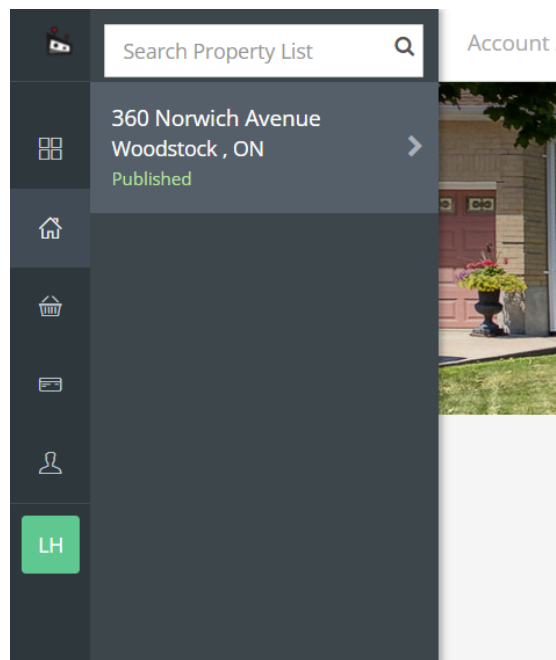 Search Property List
Account
360 Norwich Avenue
Woodstock , ON
Published
LH